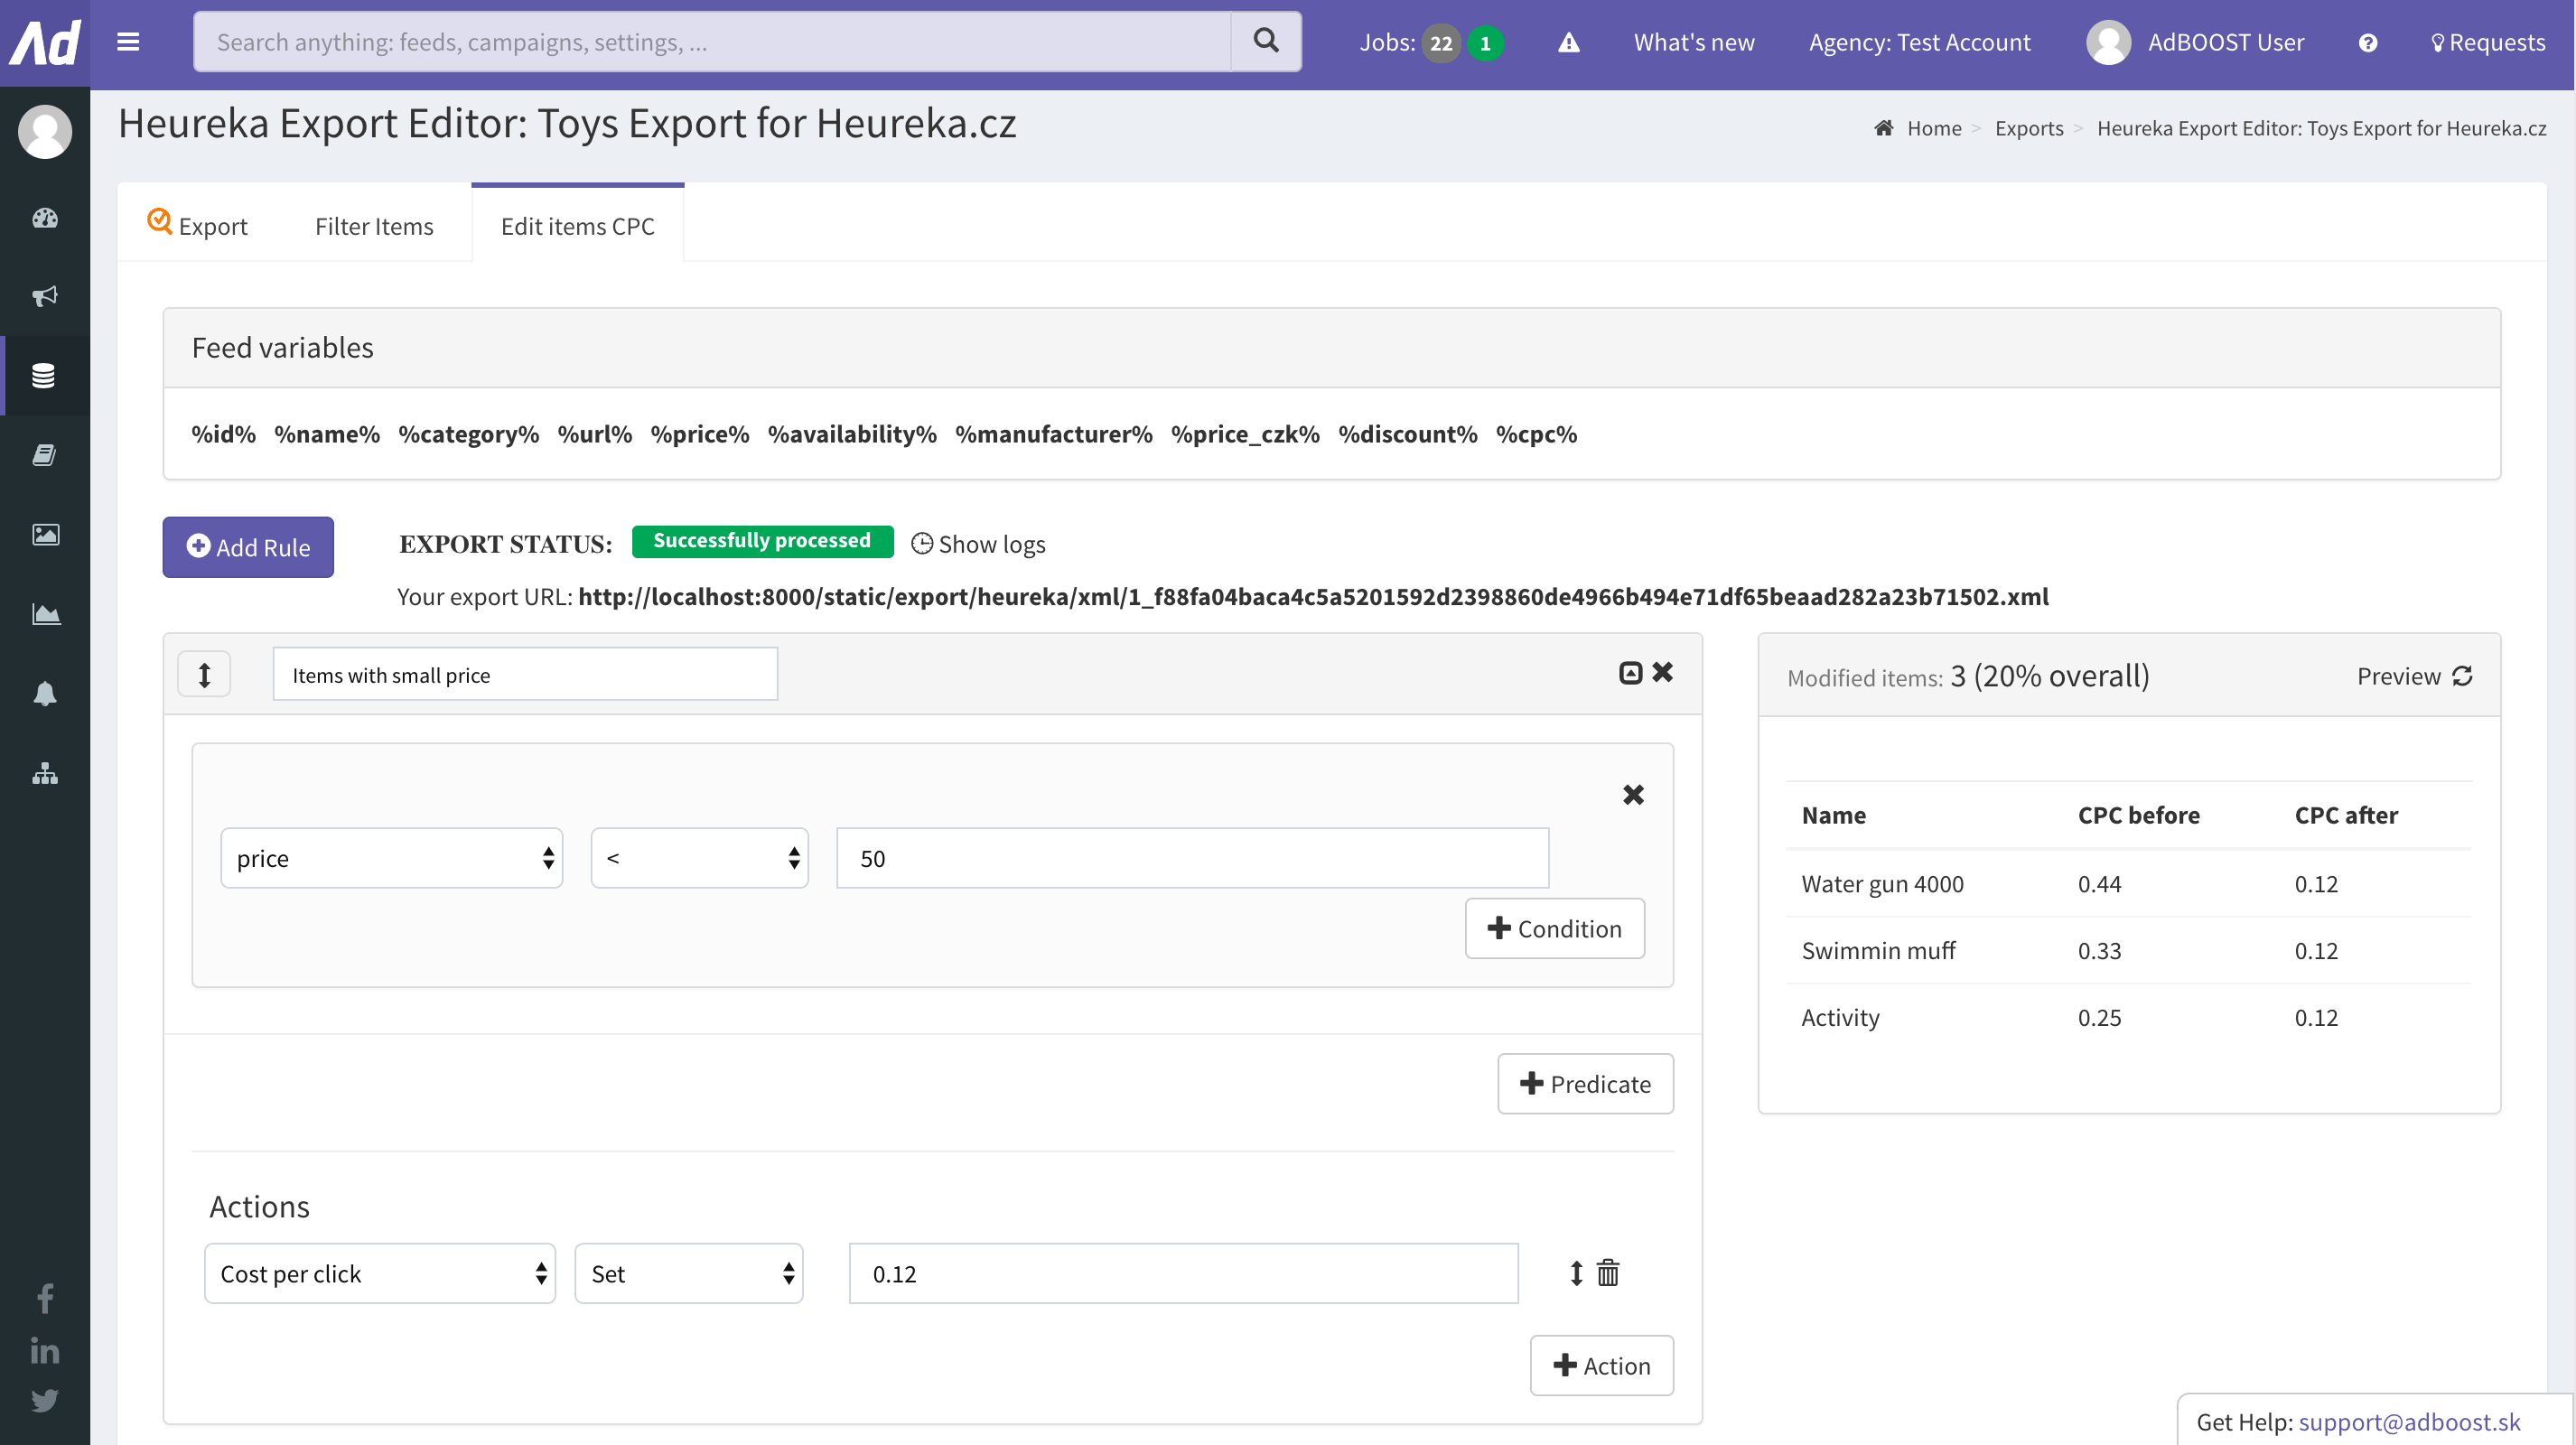 Ad
Search anything: feeds, campaigns, settings, ...
Jobs: 22 1
What's new
Agency: Test Account
AdBOOST User
Requests
Heureka Export Editor: Toys Export for Heureka.cz
Home > Exports > Heureka Export Editor: Toys Export for Heureka.cz
Export
Filter Items
Edit items CPC
Feed variables
%id% %name% %category% %url% %price% %availability% %manufacturer% %price_czk% %discount% %cpc%
Add Rule
EXPORT STATUS: Successfully processed Show logs
Your export URL: http://localhost:8000/static/export/heureka/xml/1_f88fa04baca4c5a5201592d2398860de4966b494e71df65beaad282a23b71502.xml
Items with small price
price < 50
Condition
Predicate
Actions
Cost per click Set 0.12
Action
Modified items: 3 (20% overall) Preview
Name CPC before CPC after
Water gun 4000 0.44 0.12
Swimmin muff 0.33 0.12
Activity 0.25 0.12
Get Help: support@adboost.sk